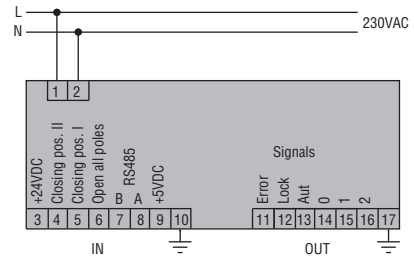 L
N
230VAC
1 2
Signals
+24VDC
Closing pos. II
Closing pos. I
Open all poles
RS485
B A
+5VDC
Error
Lock
Aut
0
1
2
3 4 5 6 7 8 9 10
11 12 13 14 15 16 17
IN OUT